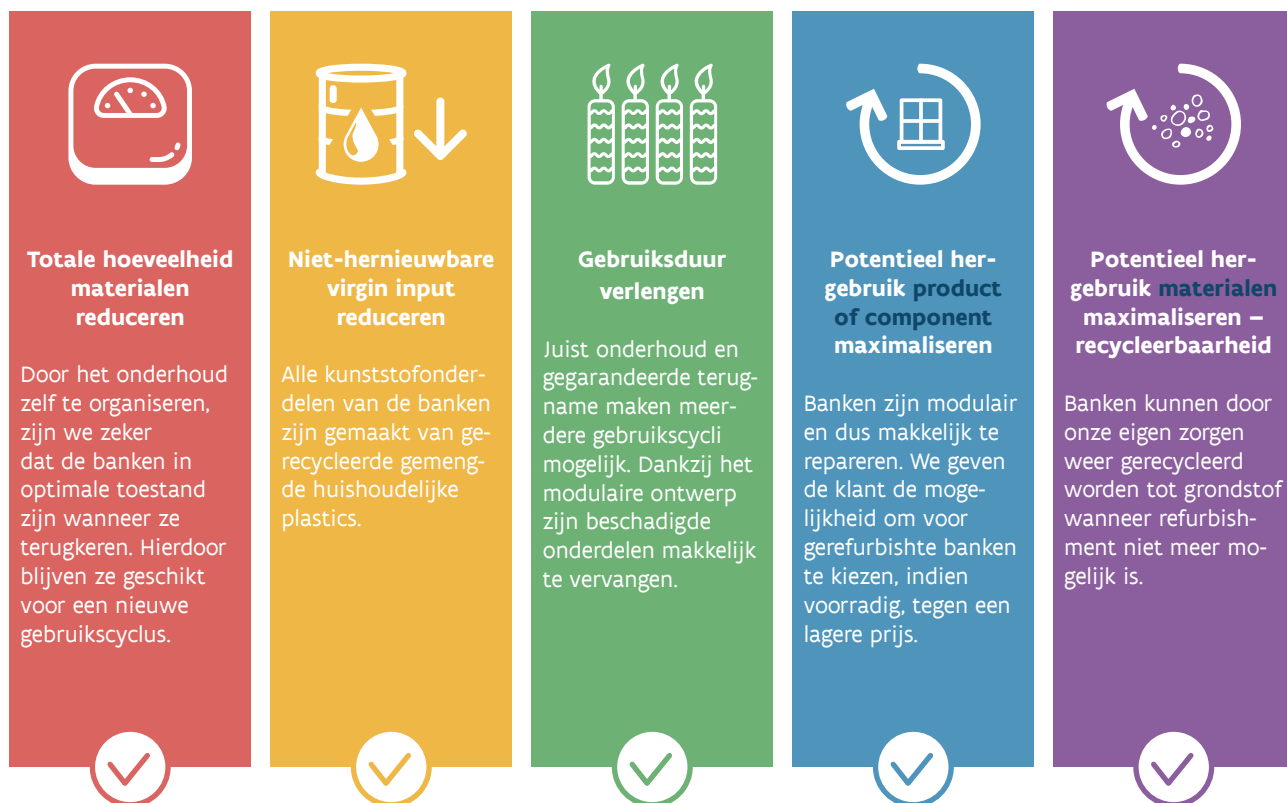 Totale hoeveelheid
materialen
reduceren
Door het onderhoud
zelf te organiseren,
zijn we zeker
dat de banken in
optimale toestand
zijn wanneer ze
terugkeren. Hierdoor
blijven ze geschikt
voor een nieuwe
gebruikscyclus.
Niet-hernieuwbare
virgin input
reduceren
Alle kunststofonder-
delen van de banken
zijn gemaakt van ge-
recycleerde gemeng-
de huishoudelijke
plastics.
Gebruiksduur
verlengen
Juist onderhoud en
gegarandeerde terug-
name maken meer-
dere gebruikscycli
mogelijk. Dankzij het
modulaire ontwerp
zijn beschadigde
onderdelen makkelijk
te vervangen.
Potentieel her-
gebruik product
of component
maximaliseren
Banken zijn modulair
en dus makkelijk te
repareren. We geven
de klant de moge-
lijkheid om voor
gerefurbishte banken
te kiezen, indien
voorradig, tegen een
lagere prijs.
Potentieel her-
gebruik materialen
maximaliseren –
recycleerbaarheid
Banken kunnen door
onze eigen zorgen
weer gerecycleerd
worden tot grondstof
wanneer refurbish-
ment niet meer mo-
gelijk is.